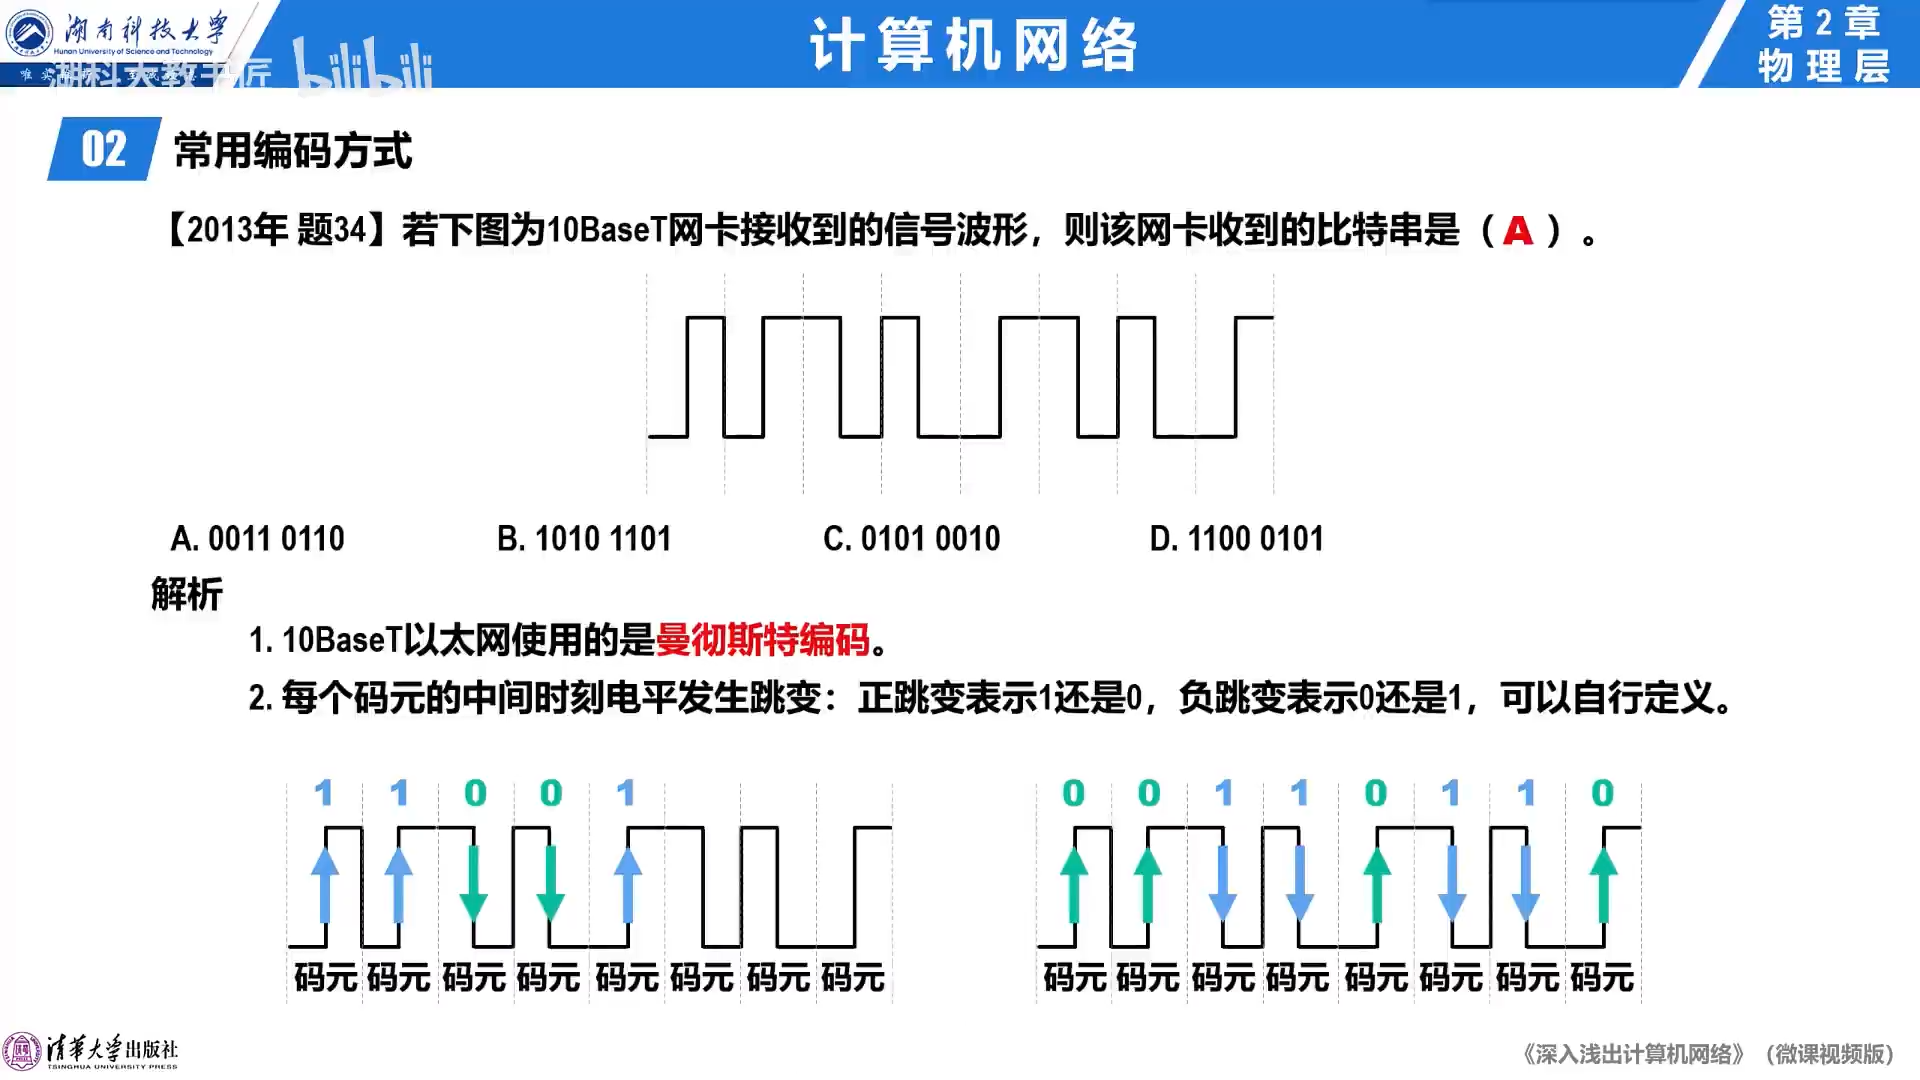 湖南科技大学
Hunan University of Science and Technology
湖科大教书匠 bilibili
计算机网络
第2章
物理层
02 常用编码方式
【2013年 题34】若下图为10BaseT网卡接收到的信号波形，则该网卡收到的比特串是（A）。
A. 0011 0110 B. 1010 1101 C. 0101 0010 D. 1100 0101
解析
1. 10BaseT以太网使用的是曼彻斯特编码。
2. 每个码元的中间时刻电平发生跳变：正跳变表示1还是0，负跳变表示0还是1，可以自行定义。
1 1 0 0 1
码元 码元 码元 码元 码元 码元 码元 码元
0 0 1 1 0 1 1 0
码元 码元 码元 码元 码元 码元 码元 码元
清华大学出版社
TSINGHUA UNIVERSITY PRESS
《深入浅出计算机网络》（微课视频版）